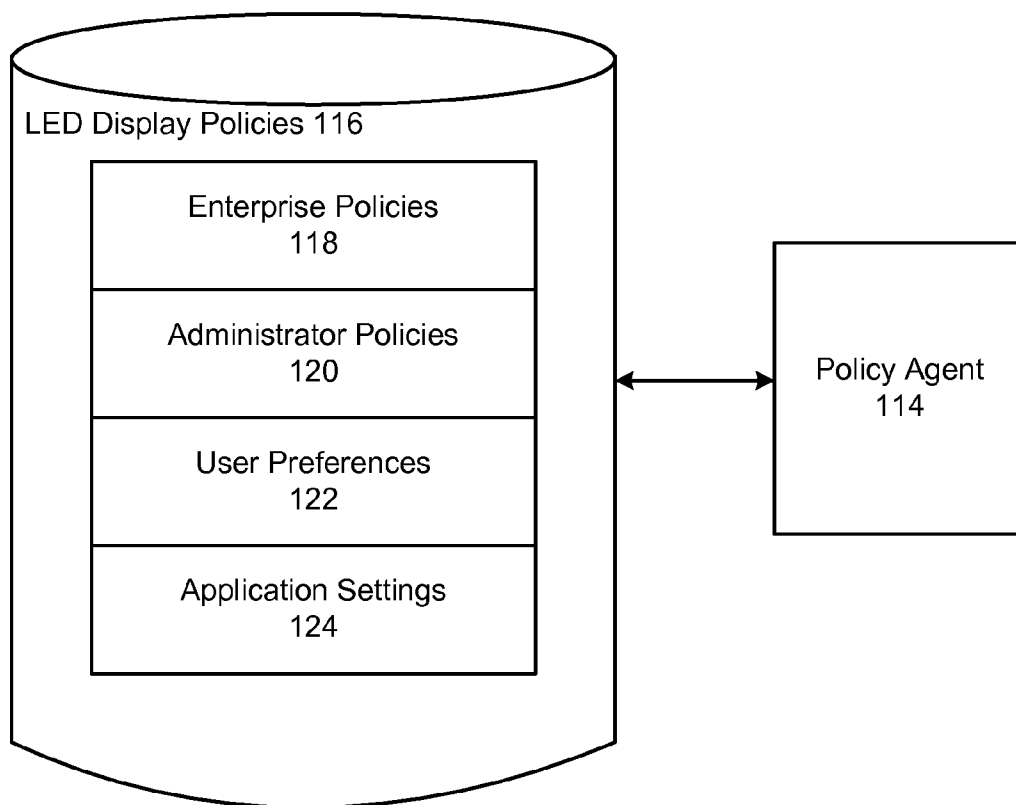 LED Display Policies 116
Enterprise Policies
118
Administrator Policies
120
User Preferences
122
Application Settings
124
Policy Agent
114